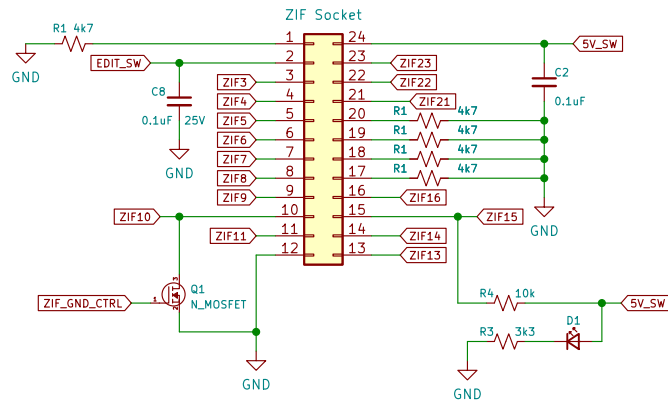 ZIF Socket
R1 4k7
1
24
5V_SW
GND
EDIT_SW
2
23
ZIF23
C8
0.1uF 25V
GND
ZIF3
3
22
ZIF22
C2
0.1uF
ZIF4
4
21
ZIF21
ZIF5
5
20
R1 4k7
ZIF6
6
19
R1 4k7
ZIF7
7
18
R1 4k7
ZIF8
8
17
R1 4k7
ZIF9
9
16
ZIF16
GND
ZIF10
10
15
ZIF15
ZIF11
11
14
ZIF14
12
13
ZIF13
ZIF_GND_CTRL
1
3
2
Q1
N_MOSFET
GND
R4 10k
5V_SW
R3 3k3
D1
GND